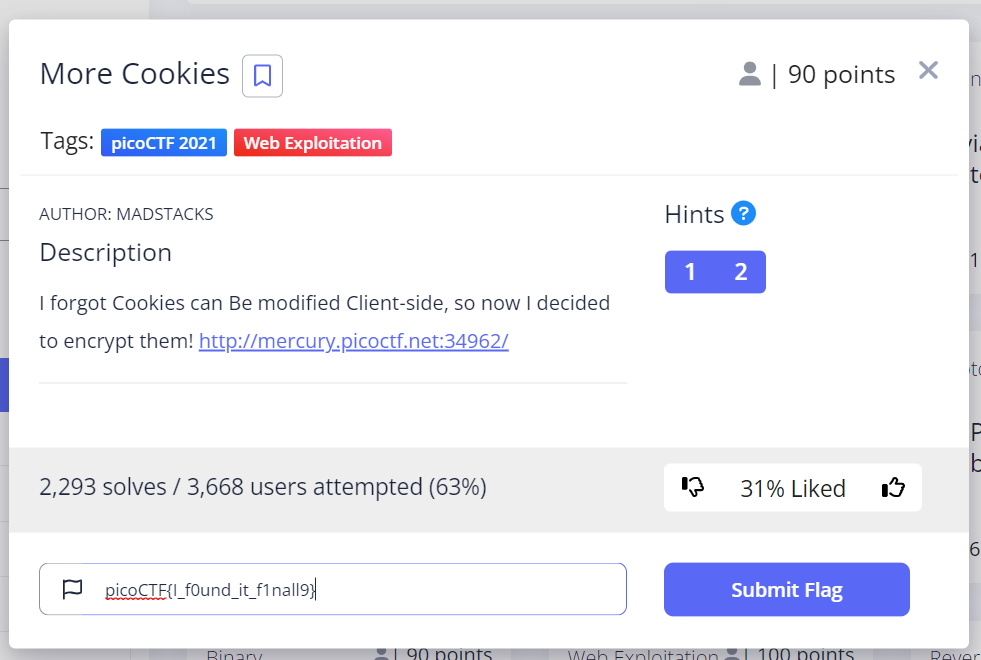 More Cookies
| 90 points
Tags: picoCTF 2021 Web Exploitation
AUTHOR: MADSTACKS
Description
I forgot Cookies can Be modified Client-side, so now I decided
to encrypt them! http://mercury.picoctf.net:34962/
Hints ?
1 2
2,293 solves / 3,668 users attempted (63%)
31% Liked
picoCTF{I_f0und_it_f1nall9}
Submit Flag
Binary | 90 points Web Exploitation | 100 points